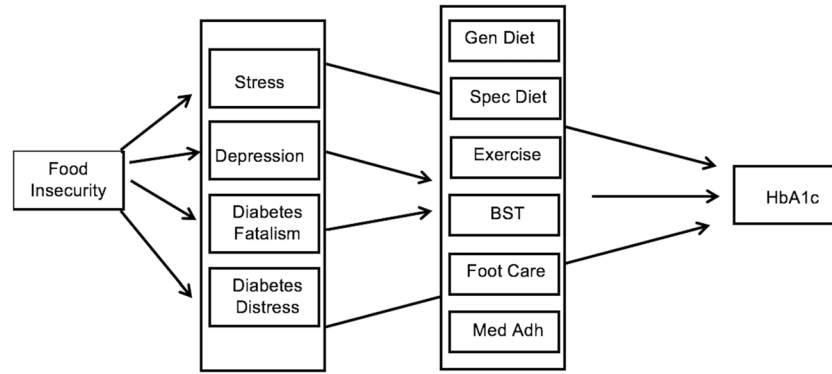 Food
Insecurity
Stress
Depression
Diabetes
Fatalism
Diabetes
Distress
Gen Diet
Spec Diet
Exercise
BST
Foot Care
Med Adh
HbA1c